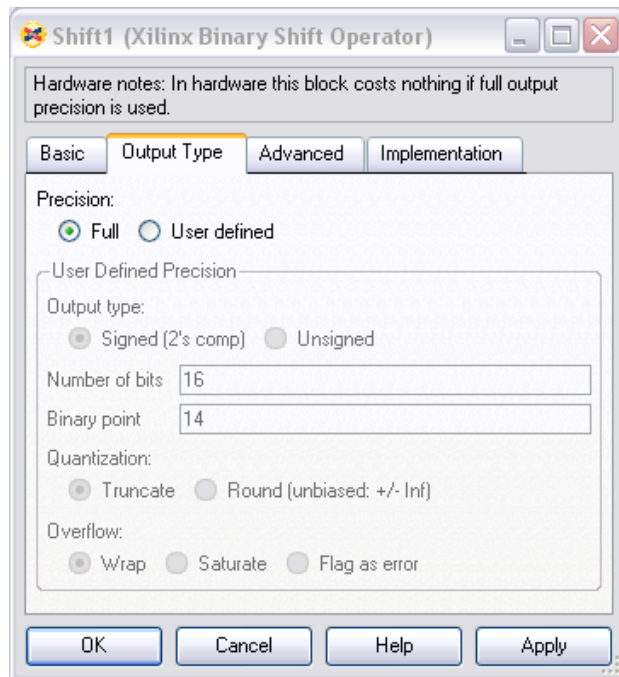 Shift1 (Xilinx Binary Shift Operator)
Hardware notes: In hardware this block costs nothing if full output
precision is used.
Basic Output Type Advanced Implementation
Precision:
Full User defined
User Defined Precision
Output type:
Signed (2's comp) Unsigned
Number of bits 16
Binary point 14
Quantization:
Truncate Round (unbiased: +/- Inf)
Overflow:
Wrap Saturate Flag as error
OK Cancel Help Apply